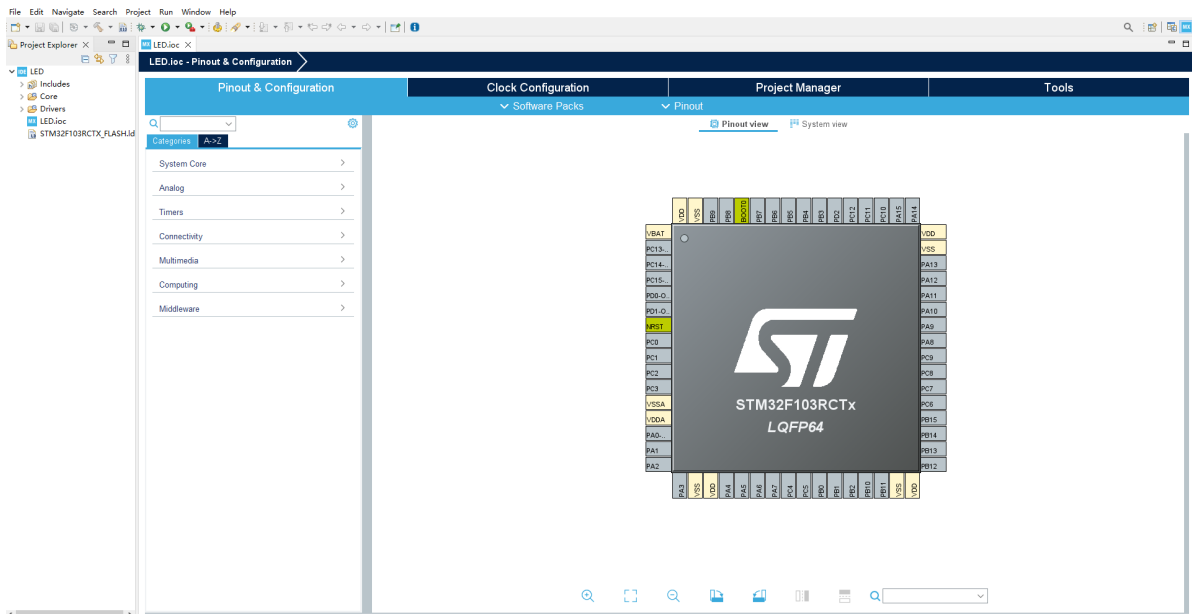 File Edit Navigate Search Project Run Window Help
Project Explorer
LED.ioc
LED
Includes
Core
Drivers
LED.ioc
STM32F103RCTX_FLASH.ld
LED.ioc - Pinout & Configuration
Pinout & Configuration
Clock Configuration
Project Manager
Tools
Software Packs
Pinout
Categories
A->Z
System Core
Analog
Timers
Connectivity
Multimedia
Computing
Middleware
Pinout view
System view
VDD VSS PB9 PB8 BOOT0 PB7 PB6 PB5 PB4 PB3 PD2 PC12 PC11 PC10 PA15 PA14
VBAT
PC13-..
PC14-..
PC15-..
PD0-O..
PD1-O..
NRST
PC0
PC1
PC2
PC3
VSSA
VDDA
PA0-..
PA1
PA2
STM32F103RCTx
LQFP64
VDD
VSS
PA13
PA12
PA11
PA10
PA9
PA8
PC9
PC8
PC7
PC6
PB15
PB14
PB13
PB12
PA3 VSS VDD PA4 PA5 PA6 PA7 PC4 PC5 PB0 PB1 PB2 PB10 PB11 VSS VDD